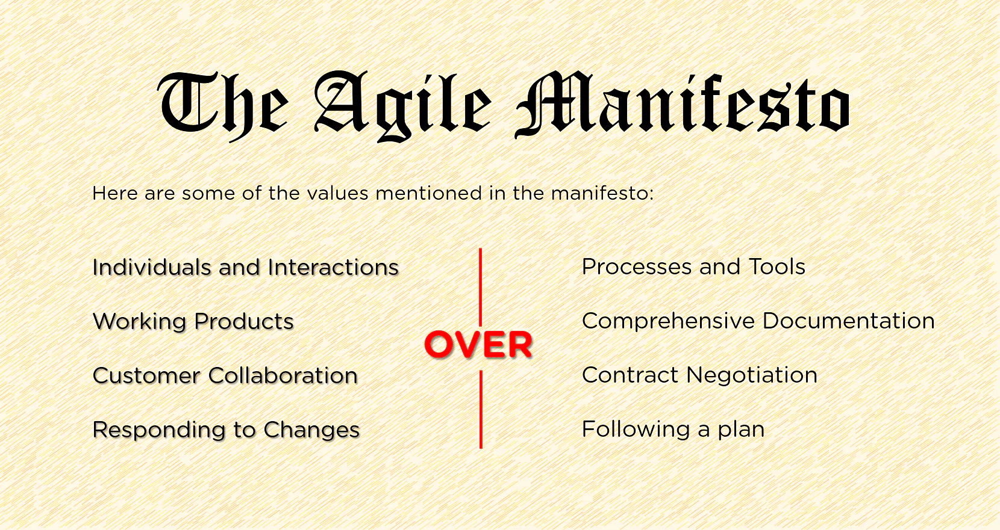 The Agile Manifesto
Here are some of the values mentioned in the manifesto:
Individuals and Interactions
Processes and Tools
Working Products
Comprehensive Documentation
OVER
Customer Collaboration
Contract Negotiation
Responding to Changes
Following a plan